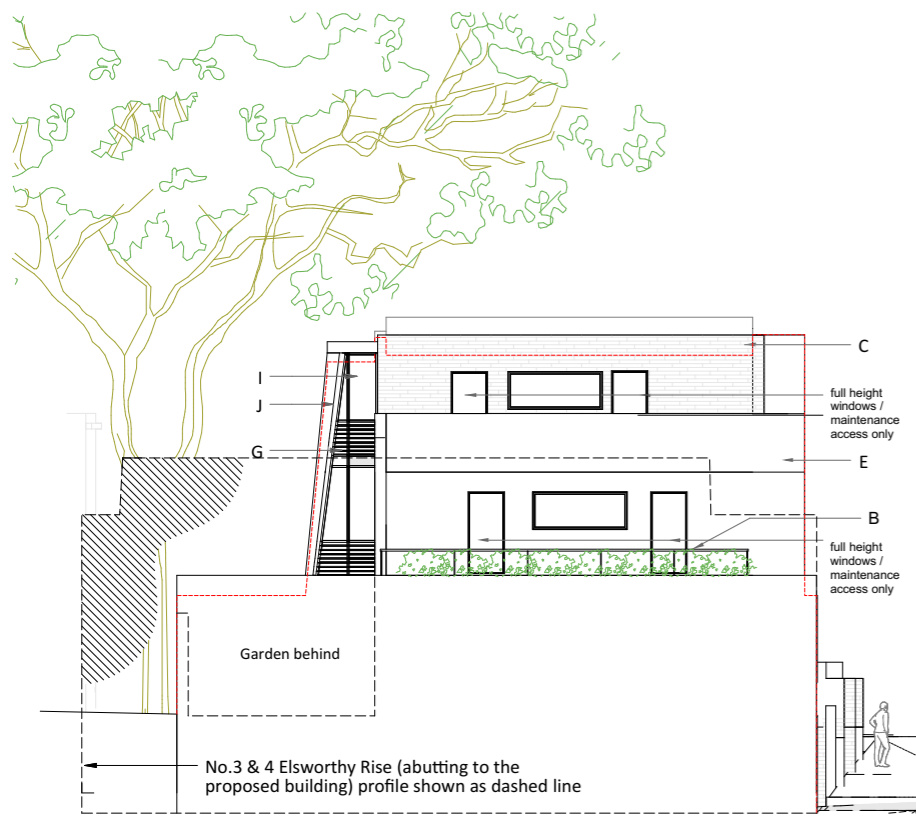 C
I
full height
windows /
maintenance
access only
J
G
E
B
full height
windows /
maintenance
access only
Garden behind
No.3 & 4 Elsworthy Rise (abutting to the
proposed building) profile shown as dashed line